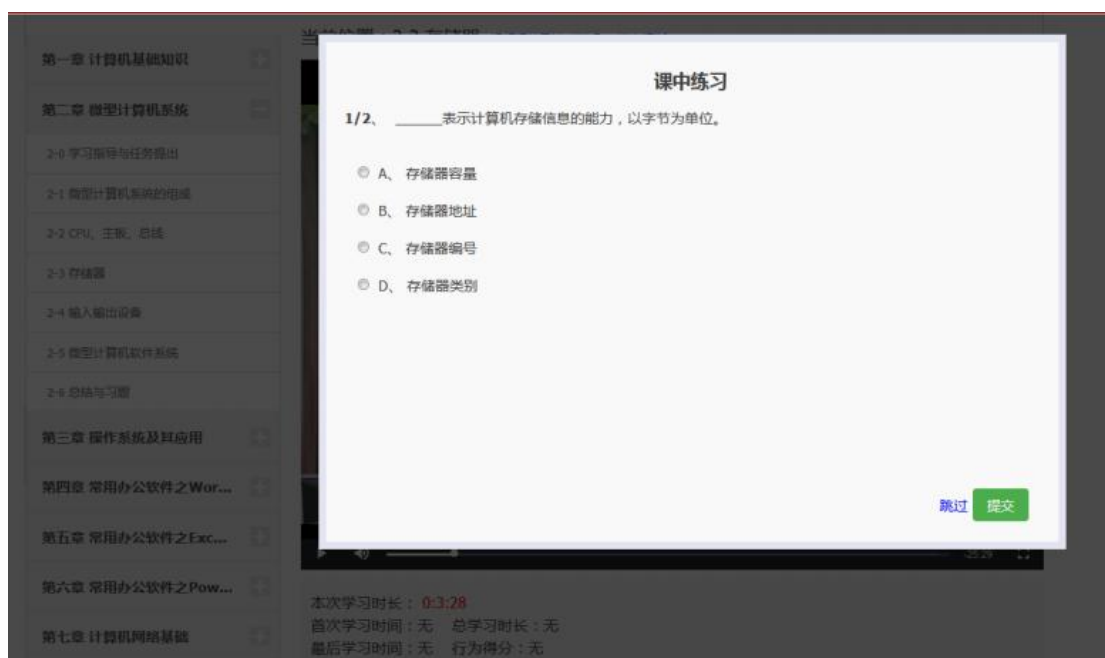 第一章 计算机基础知识
第二章 微型计算机系统
2-0 学习指导与任务提出
2-1 微型计算机系统的组成
2-2 CPU、主板、总线
2-3 存储器
2-4 输入输出设备
2-5 微型计算机软件系统
2-6 总结与习题
第三章 操作系统及其应用
第四章 常用办公软件之Wor...
第五章 常用办公软件之Exc...
第六章 常用办公软件之Pow...
第七章 计算机网络基础
课中练习
1/2、 ______表示计算机存储信息的能力，以字节为单位。
A、 存储器容量
B、 存储器地址
C、 存储器编号
D、 存储器类别
跳过 提交
本次学习时长： 0:3:28
首次学习时间：无 总学习时长：无
最后学习时间：无 行为得分：无